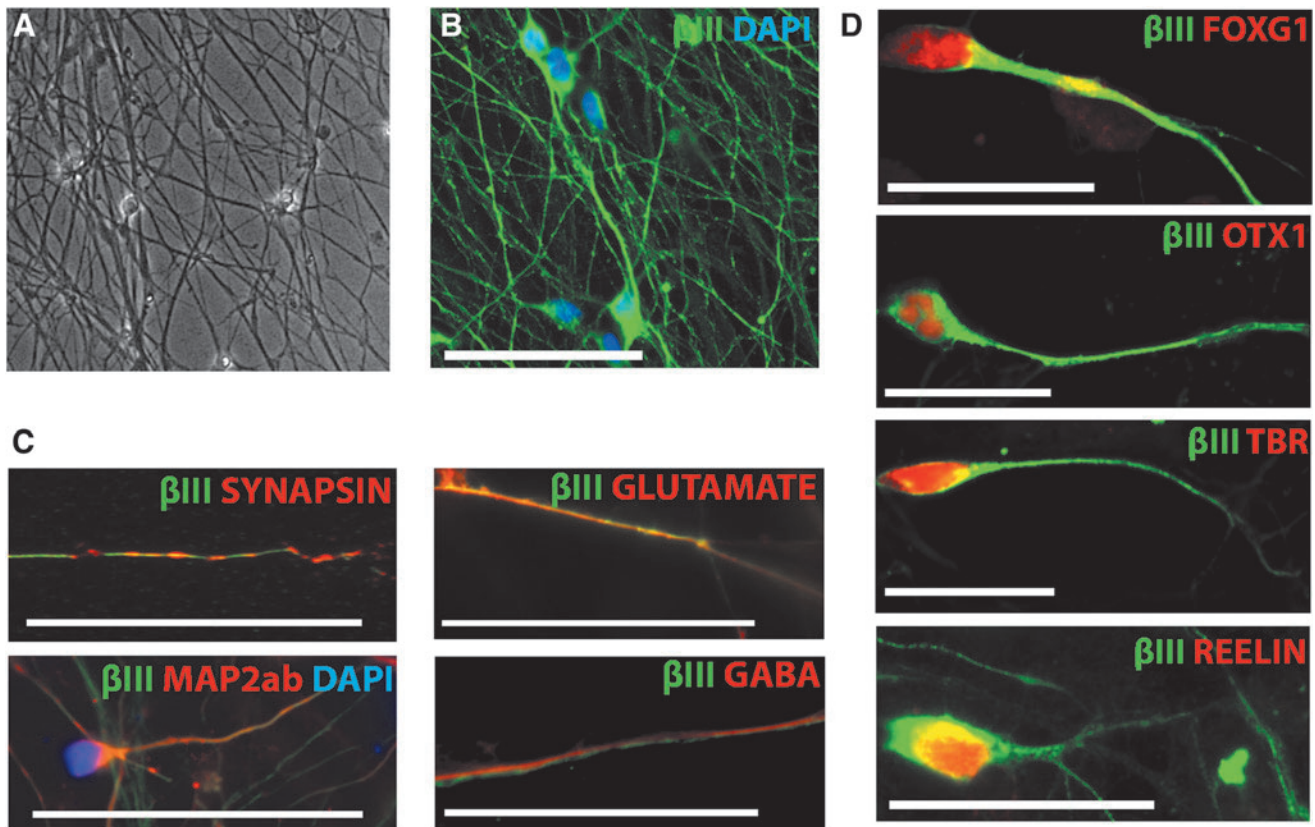 A
B
βIII DAPI
D
βIII FOXG1
βIII OTX1
βIII TBR
βIII REELIN
C
βIII SYNAPSIN
βIII GLUTAMATE
βIII MAP2ab DAPI
βIII GABA